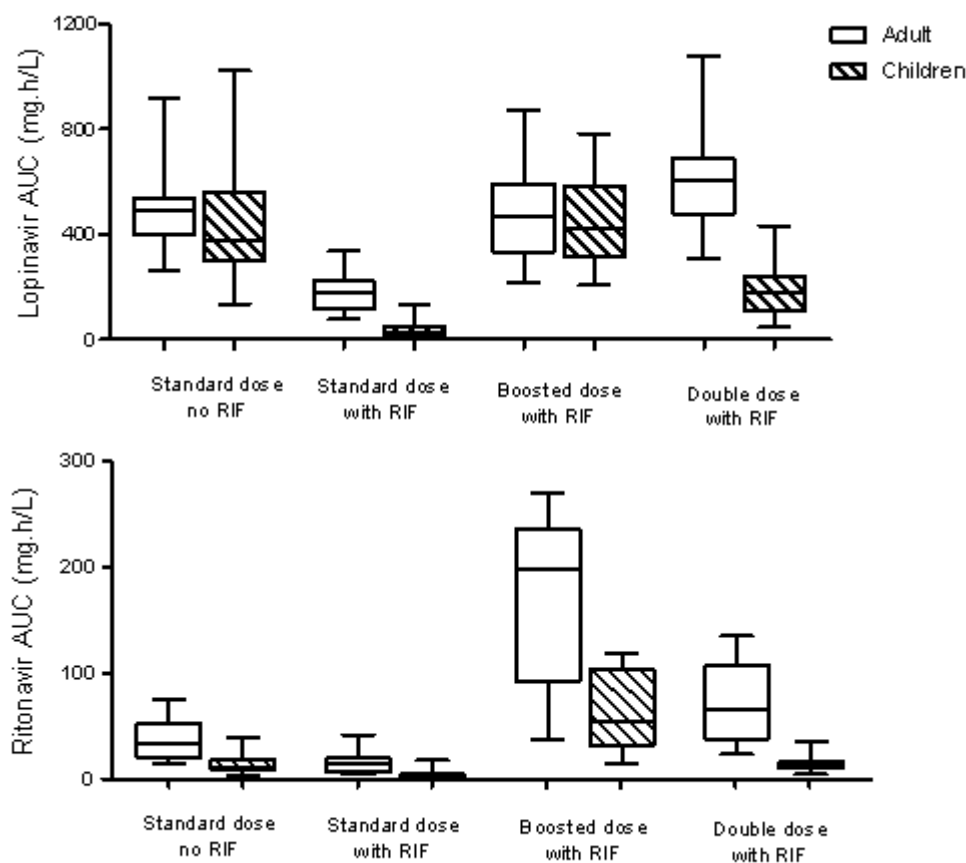 1200
800
400
0
Lopinavir AUC (mg.h/L)
Adult
Children
Standard dose
no RIF
Standard dose
with RIF
Boosted dose
with RIF
Double dose
with RIF
300
200
100
0
Ritonavir AUC (mg.h/L)
Standard dose
no RIF
Standard dose
with RIF
Boosted dose
with RIF
Double dose
with RIF